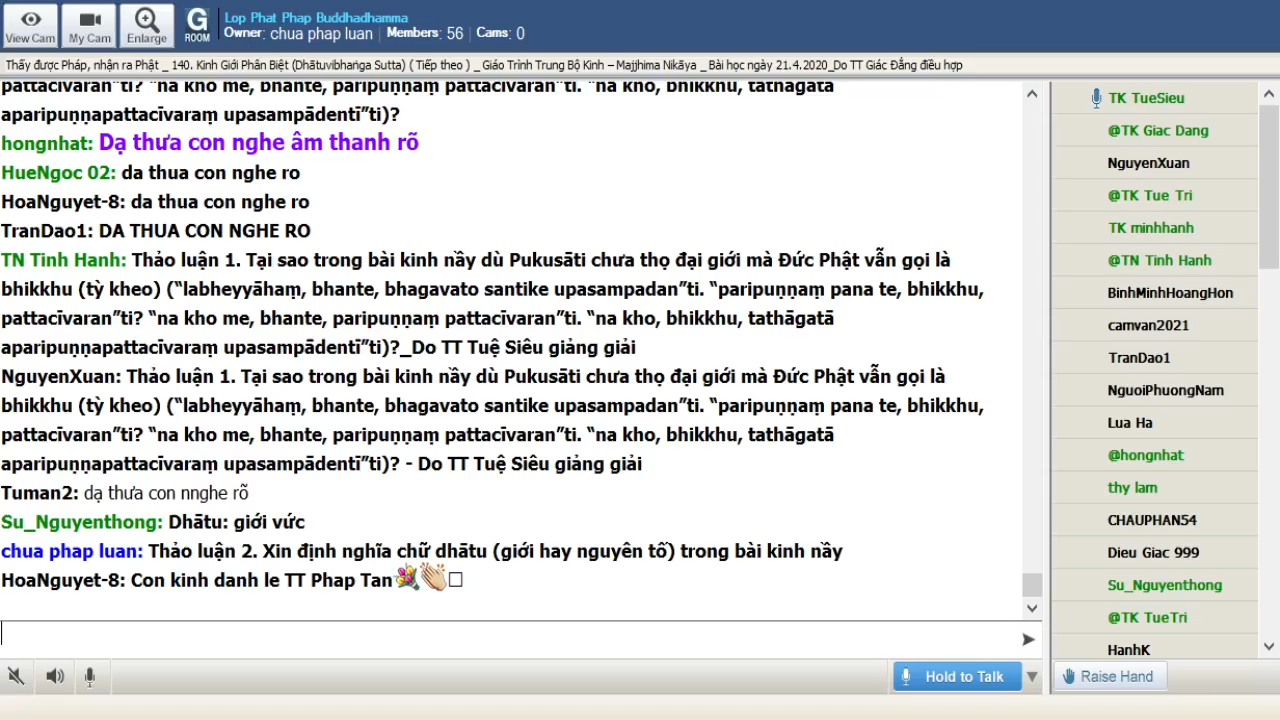 View Cam
My Cam
Enlarge
G
ROOM
Lop Phat Phap Buddhadhamma
Owner: chua phap luan | Members: 56 | Cams: 0
Thấy được Pháp, nhận ra Phật _ 140. Kinh Giới Phân Biệt (Dhātuvibhaṅga Sutta) ( Tiếp theo ) _ Giáo Trình Trung Bộ Kinh – Majjhima Nikāya _ Bài học ngày 21.4.2020_Do TT Giác Đẳng điều hợp
pattacīvaran”ti? “na kho me, bhante, paripuṇṇaṃ pattacīvaran”ti. “na kho, bhikkhu, tathāgatā
aparipuṇṇapattacīvaraṃ upasampādentī”ti)?
hongnhat: Dạ thưa con nghe âm thanh rõ
HueNgoc 02: da thua con nghe ro
HoaNguyet-8: da thua con nghe ro
TranDao1: DA THUA CON NGHE RO
TN Tinh Hanh: Thảo luận 1. Tại sao trong bài kinh nầy dù Pukusāti chưa thọ đại giới mà Đức Phật vẫn gọi là
bhikkhu (tỳ kheo) (“labheyyāhaṃ, bhante, bhagavato santike upasampadan”ti. “paripuṇṇaṃ pana te, bhikkhu,
pattacīvaran”ti? “na kho me, bhante, paripuṇṇaṃ pattacīvaran”ti. “na kho, bhikkhu, tathāgatā
aparipuṇṇapattacīvaraṃ upasampādentī”ti)?_Do TT Tuệ Siêu giảng giải
NguyenXuan: Thảo luận 1. Tại sao trong bài kinh nầy dù Pukusāti chưa thọ đại giới mà Đức Phật vẫn gọi là
bhikkhu (tỳ kheo) (“labheyyāhaṃ, bhante, bhagavato santike upasampadan”ti. “paripuṇṇaṃ pana te, bhikkhu,
pattacīvaran”ti? “na kho me, bhante, paripuṇṇaṃ pattacīvaran”ti. “na kho, bhikkhu, tathāgatā
aparipuṇṇapattacīvaraṃ upasampādentī”ti)? - Do TT Tuệ Siêu giảng giải
Tuman2: dạ thưa con nnghe rõ
Su_Nguyenthong: Dhātu: giới vức
chua phap luan: Thảo luận 2. Xin định nghĩa chữ dhātu (giới hay nguyên tố) trong bài kinh nầy
HoaNguyet-8: Con kinh danh le TT Phap Tan
Hold to Talk
TK TueSieu
@TK Giac Dang
NguyenXuan
@TK Tue Tri
TK minhhanh
@TN Tinh Hanh
BinhMinhHoangHon
camvan2021
TranDao1
NguoiPhuongNam
Lua Ha
@hongnhat
thy lam
CHAUPHAN54
Dieu Giac 999
Su_Nguyenthong
@TK TueTri
HanhK
Raise Hand